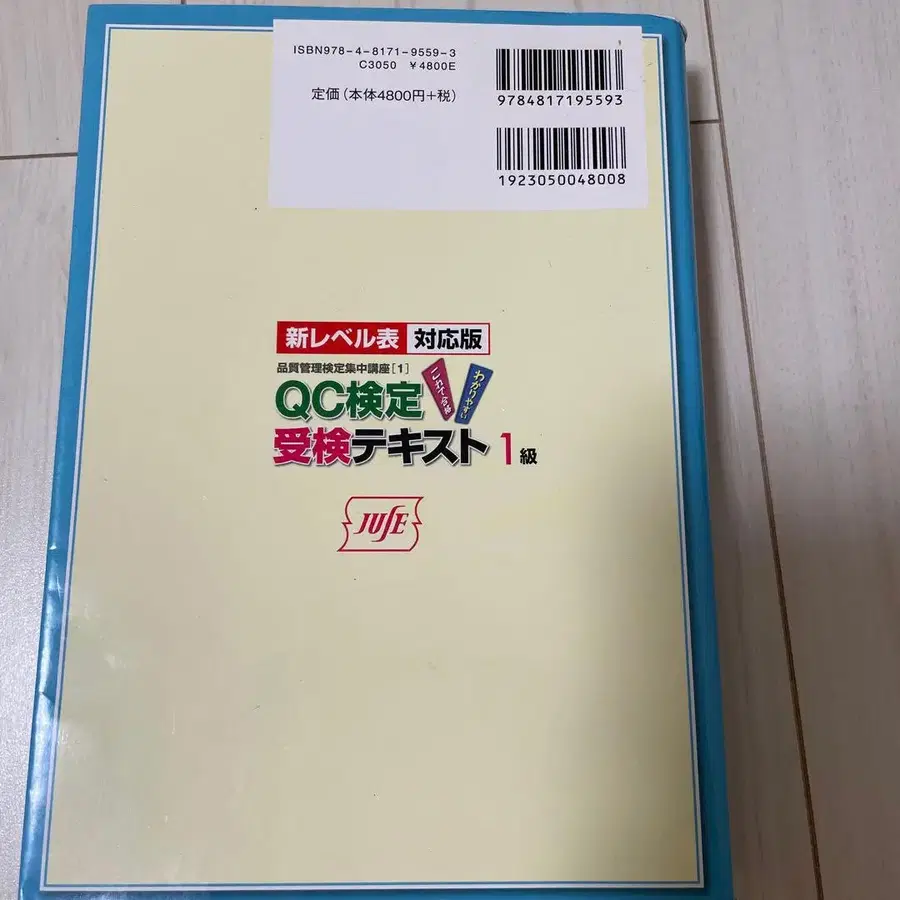 ISBN978-4-8171-9559-3
C3050 ¥4800E
定価(本体4800円+税)
9784817195593
1923050048008
新レベル表 対応版
品質管理検定集中講座[1]
QC検定
これで合格
わかりやすい
受検テキスト 1級
JUSE